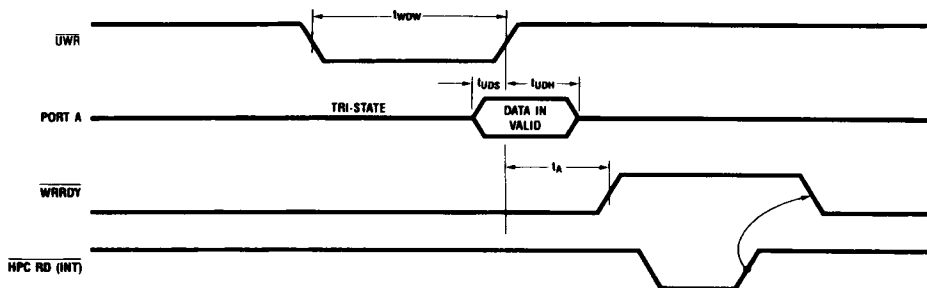 tWDW
UWR
tUDS
tUDH
PORT A
TRI-STATE
DATA IN
VALID
tA
WRRDY
HPC RD (INT)